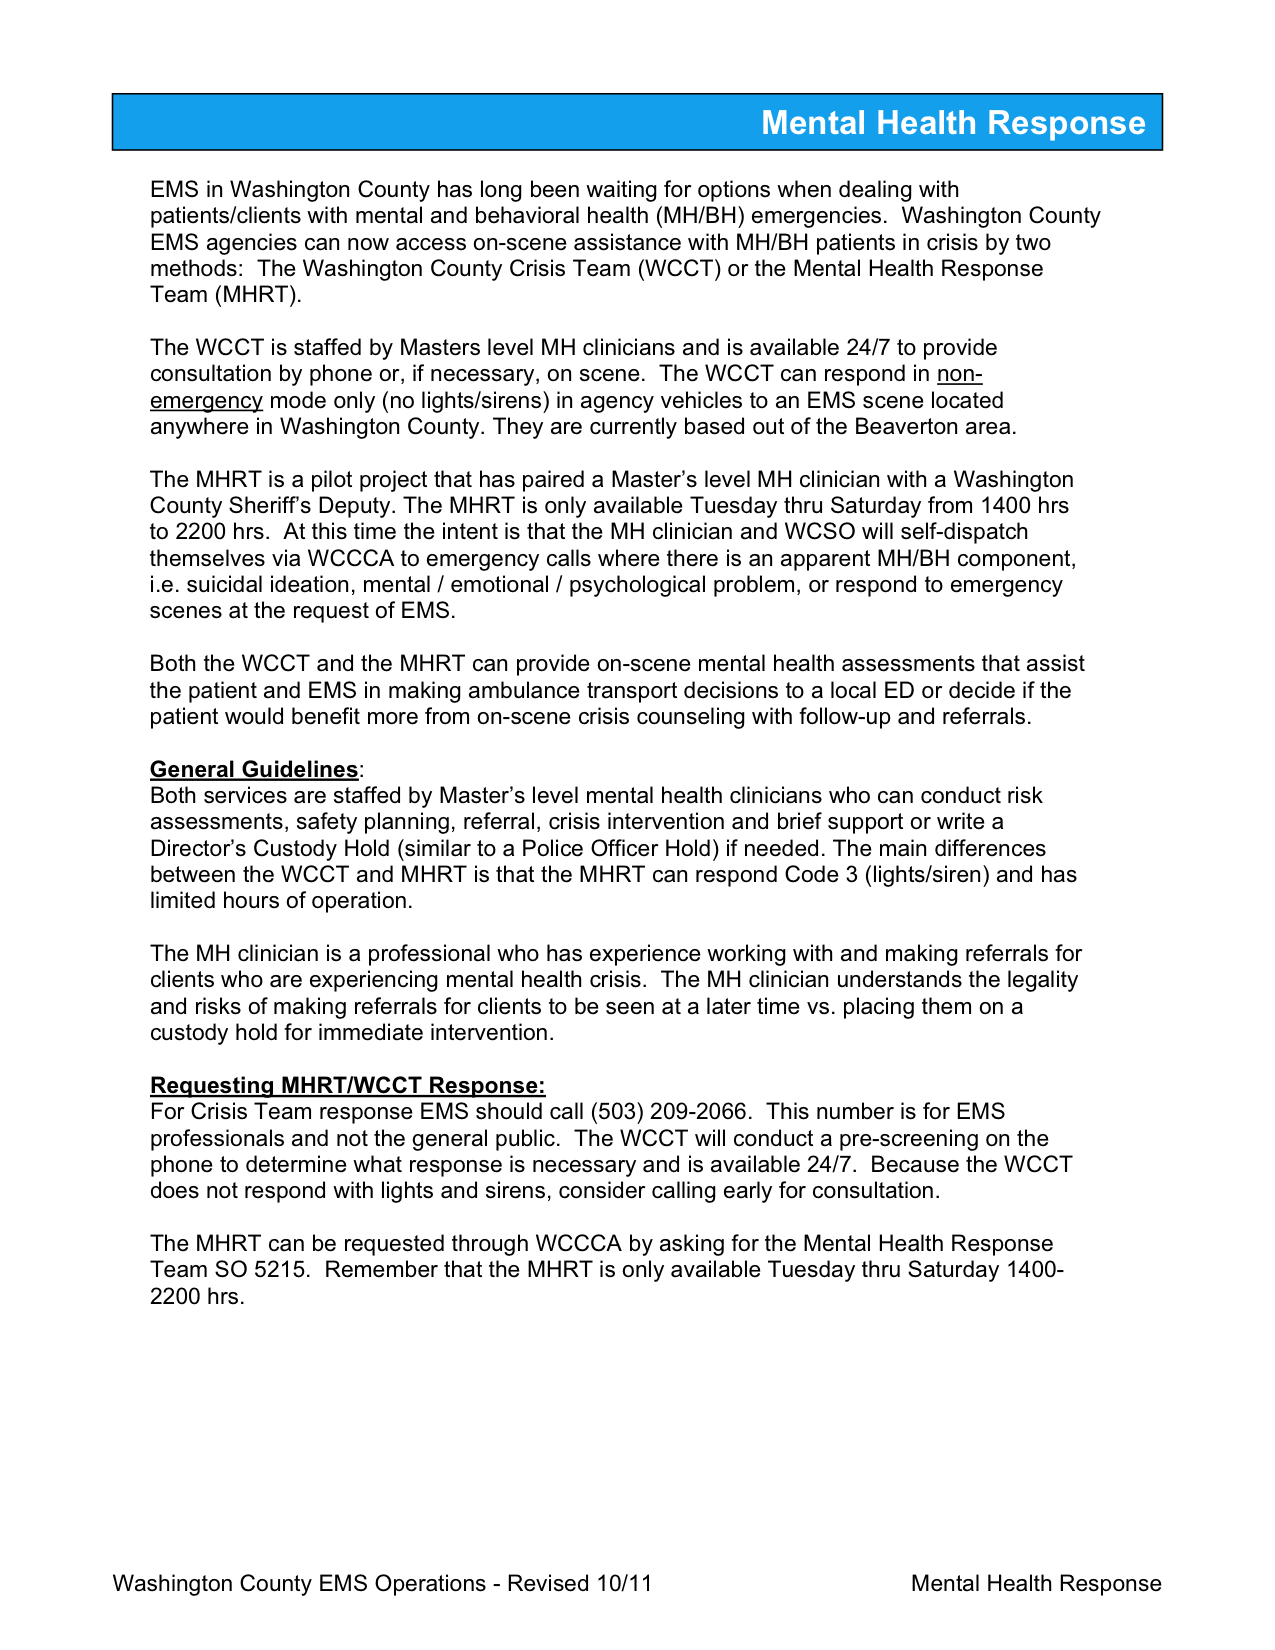 Mental Health Response
EMS in Washington County has long been waiting for options when dealing with
patients/clients with mental and behavioral health (MH/BH) emergencies.  Washington County
EMS agencies can now access on-scene assistance with MH/BH patients in crisis by two
methods:  The Washington County Crisis Team (WCCT) or the Mental Health Response
Team (MHRT).
The WCCT is staffed by Masters level MH clinicians and is available 24/7 to provide
consultation by phone or, if necessary, on scene.  The WCCT can respond in non-
emergency mode only (no lights/sirens) in agency vehicles to an EMS scene located
anywhere in Washington County. They are currently based out of the Beaverton area.
The MHRT is a pilot project that has paired a Master’s level MH clinician with a Washington
County Sheriff’s Deputy. The MHRT is only available Tuesday thru Saturday from 1400 hrs
to 2200 hrs.  At this time the intent is that the MH clinician and WCSO will self-dispatch
themselves via WCCCA to emergency calls where there is an apparent MH/BH component,
i.e. suicidal ideation, mental / emotional / psychological problem, or respond to emergency
scenes at the request of EMS.
Both the WCCT and the MHRT can provide on-scene mental health assessments that assist
the patient and EMS in making ambulance transport decisions to a local ED or decide if the
patient would benefit more from on-scene crisis counseling with follow-up and referrals.
General Guidelines:
Both services are staffed by Master’s level mental health clinicians who can conduct risk
assessments, safety planning, referral, crisis intervention and brief support or write a
Director’s Custody Hold (similar to a Police Officer Hold) if needed. The main differences
between the WCCT and MHRT is that the MHRT can respond Code 3 (lights/siren) and has
limited hours of operation.
The MH clinician is a professional who has experience working with and making referrals for
clients who are experiencing mental health crisis.  The MH clinician understands the legality
and risks of making referrals for clients to be seen at a later time vs. placing them on a
custody hold for immediate intervention.
Requesting MHRT/WCCT Response:
For Crisis Team response EMS should call (503) 209-2066.  This number is for EMS
professionals and not the general public.  The WCCT will conduct a pre-screening on the
phone to determine what response is necessary and is available 24/7.  Because the WCCT
does not respond with lights and sirens, consider calling early for consultation.
The MHRT can be requested through WCCCA by asking for the Mental Health Response
Team SO 5215.  Remember that the MHRT is only available Tuesday thru Saturday 1400-
2200 hrs.
Washington County EMS Operations - Revised 10/11 Mental Health Response